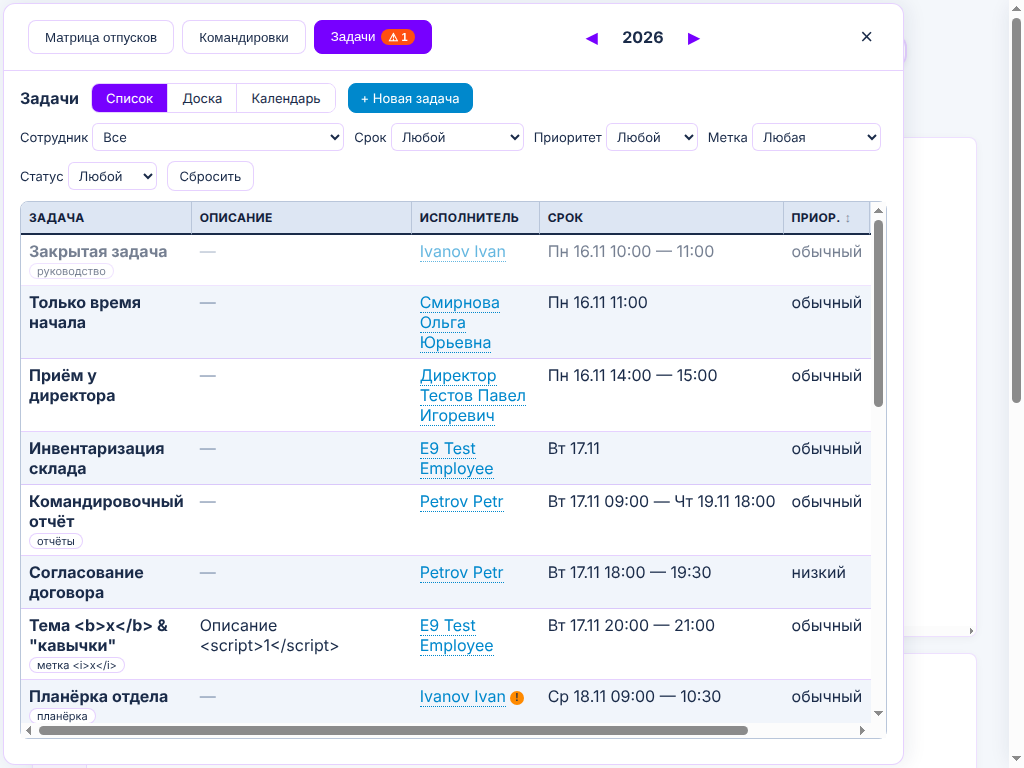 Матрица отпусков Командировки Задачи ⚠ 1 ◀ 2026 ▶ ✕
Задачи Список Доска Календарь + Новая задача
Сотрудник Все Срок Любой Приоритет Любой Метка Любая
Статус Любой Сбросить
ЗАДАЧА ОПИСАНИЕ ИСПОЛНИТЕЛЬ СРОК ПРИОР. ↕
Закрытая задача — Ivanov Ivan Пн 16.11 10:00 — 11:00 обычный
руководство
Только время — Смирнова Пн 16.11 11:00 обычный
начала Ольга
Юрьевна
Приём у — Директор Пн 16.11 14:00 — 15:00 обычный
директора Тестов Павел
Игоревич
Инвентаризация — E9 Test Вт 17.11 обычный
склада Employee
Командировочный — Petrov Petr Вт 17.11 09:00 — Чт 19.11 18:00 обычный
отчёт
отчёты
Согласование — Petrov Petr Вт 17.11 18:00 — 19:30 низкий
договора
Тема <b>x</b> & Описание E9 Test Вт 17.11 20:00 — 21:00 обычный
"кавычки" <script>1</script> Employee
метка <i>x</i>
Планёрка отдела — Ivanov Ivan ! Ср 18.11 09:00 — 10:30 обычный
планёрка